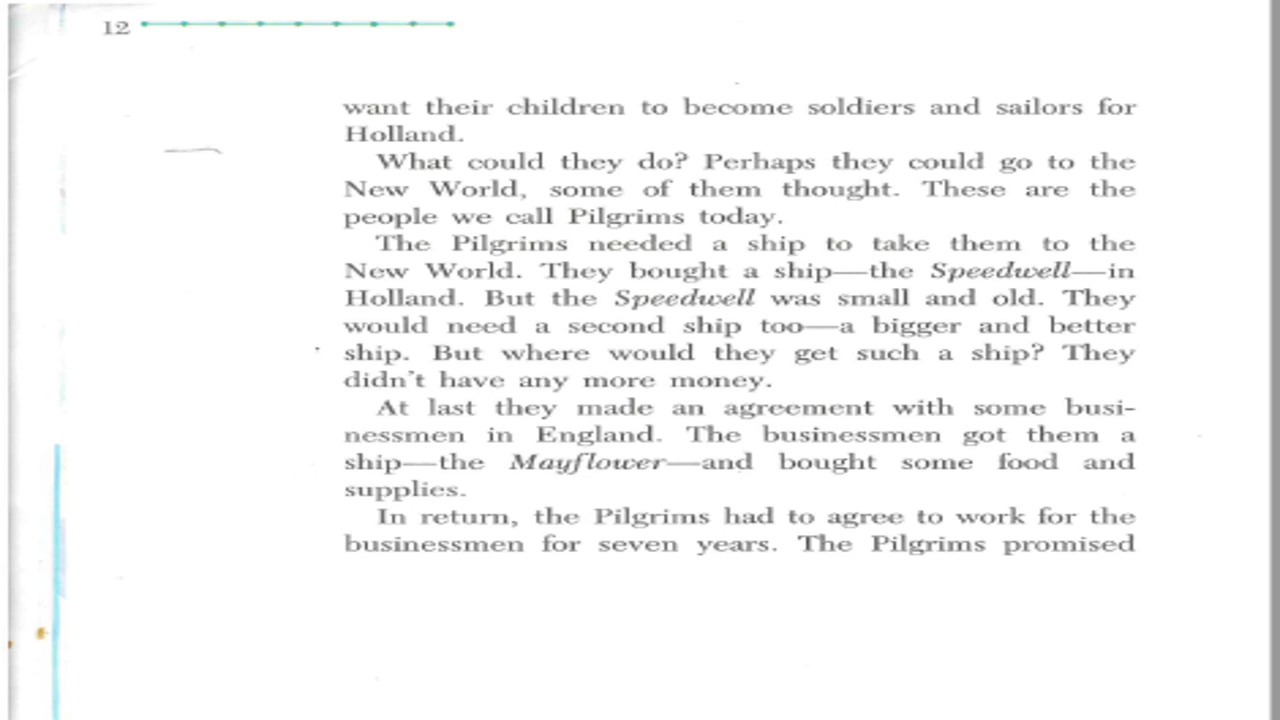 12
want their children to become soldiers and sailors for
Holland.
What could they do? Perhaps they could go to the
New World, some of them thought. These are the
people we call Pilgrims today.
The Pilgrims needed a ship to take them to the
New World. They bought a ship—the Speedwell—in
Holland. But the Speedwell was small and old. They
would need a second ship too—a bigger and better
ship. But where would they get such a ship? They
didn't have any more money.
At last they made an agreement with some busi-
nessmen in England. The businessmen got them a
ship—the Mayflower—and bought some food and
supplies.
In return, the Pilgrims had to agree to work for the
businessmen for seven years. The Pilgrims promised